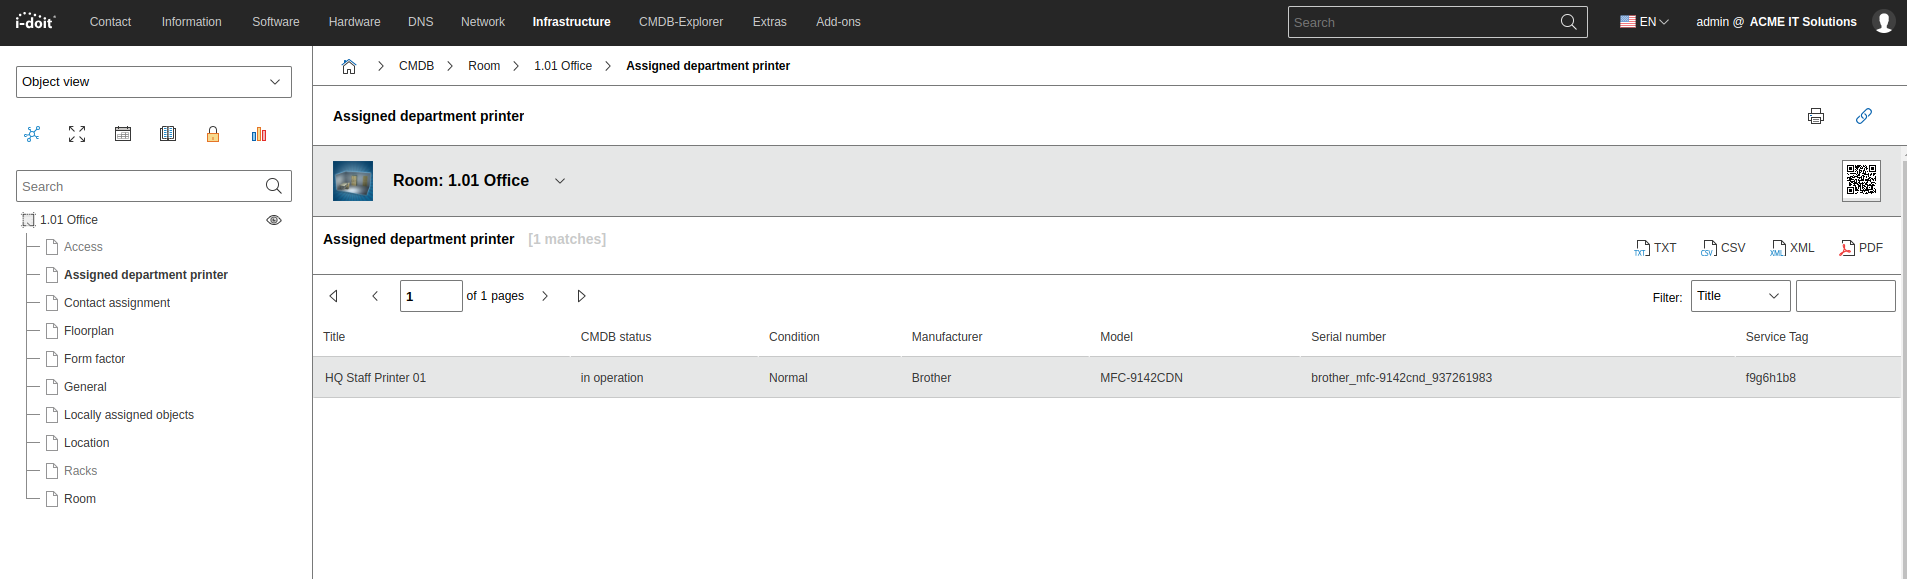 i-doit Contact Information Software Hardware DNS Network Infrastructure CMDB-Explorer Extras Add-ons Search EN admin @ ACME IT Solutions
Object view
Search
1.01 Office
Access
Assigned department printer
Contact assignment
Floorplan
Form factor
General
Locally assigned objects
Location
Racks
Room
CMDB Room 1.01 Office Assigned department printer
Assigned department printer
Room: 1.01 Office
Assigned department printer [1 matches]
TXT TXT CSV CSV XML XML PDF
1 of 1 pages
Filter: Title
Title CMDB status Condition Manufacturer Model Serial number Service Tag
HQ Staff Printer 01 in operation Normal Brother MFC-9142CDN brother_mfc-9142cnd_937261983 f9g6h1b8